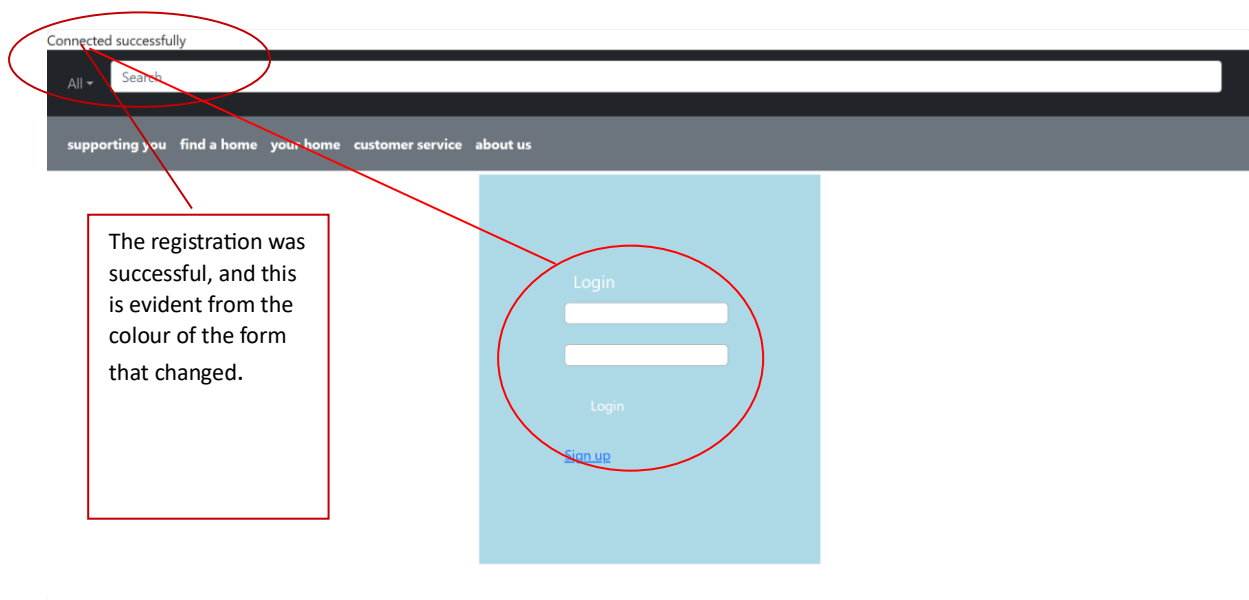 Connected successfully
All
Search
supporting you find a home your home customer service about us
The registration was
successful, and this
is evident from the
colour of the form
that changed.
Login
Login
Sign up